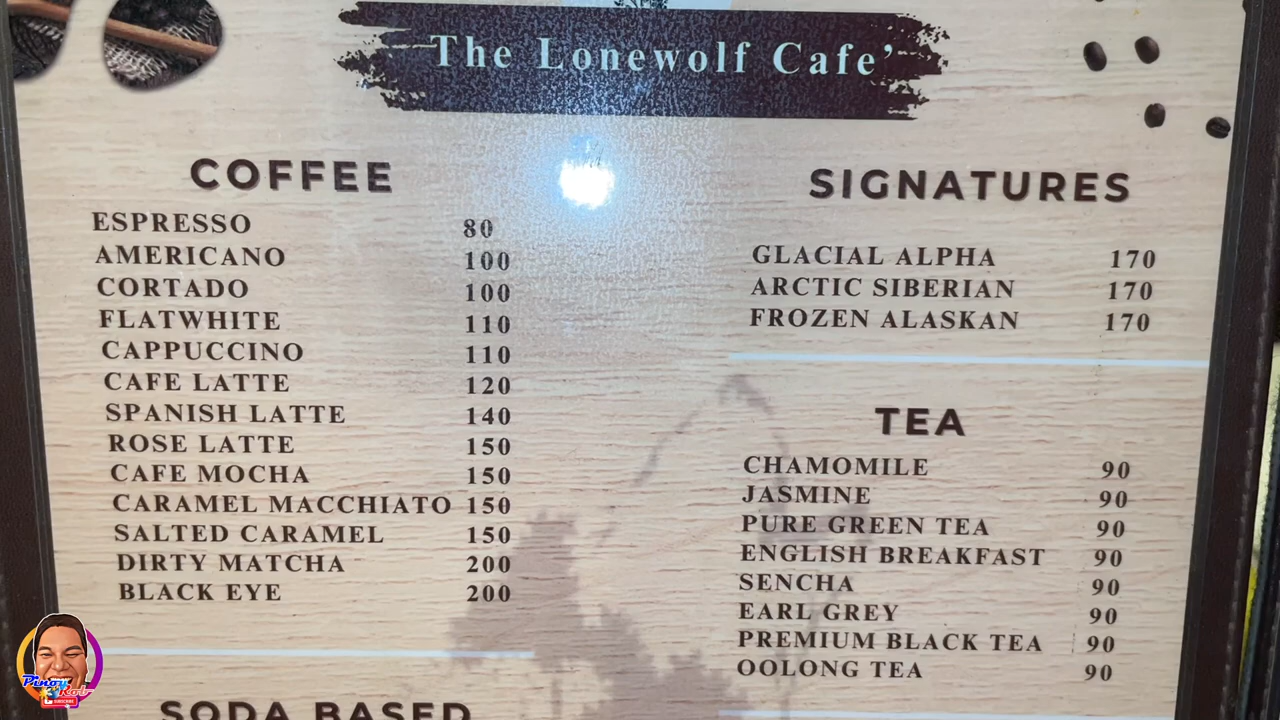 The Lonewolf Cafe'
COFFEE
ESPRESSO 80
AMERICANO 100
CORTADO 100
FLATWHITE 110
CAPPUCCINO 110
CAFE LATTE 120
SPANISH LATTE 140
ROSE LATTE 150
CAFE MOCHA 150
CARAMEL MACCHIATO 150
SALTED CARAMEL 150
DIRTY MATCHA 200
BLACK EYE 200
SODA BASED
SIGNATURES
GLACIAL ALPHA 170
ARCTIC SIBERIAN 170
FROZEN ALASKAN 170
TEA
CHAMOMILE 90
JASMINE 90
PURE GREEN TEA 90
ENGLISH BREAKFAST 90
SENCHA 90
EARL GREY 90
PREMIUM BLACK TEA 90
OOLONG TEA 90
Pinoy
Rob
SUBSCRIBE